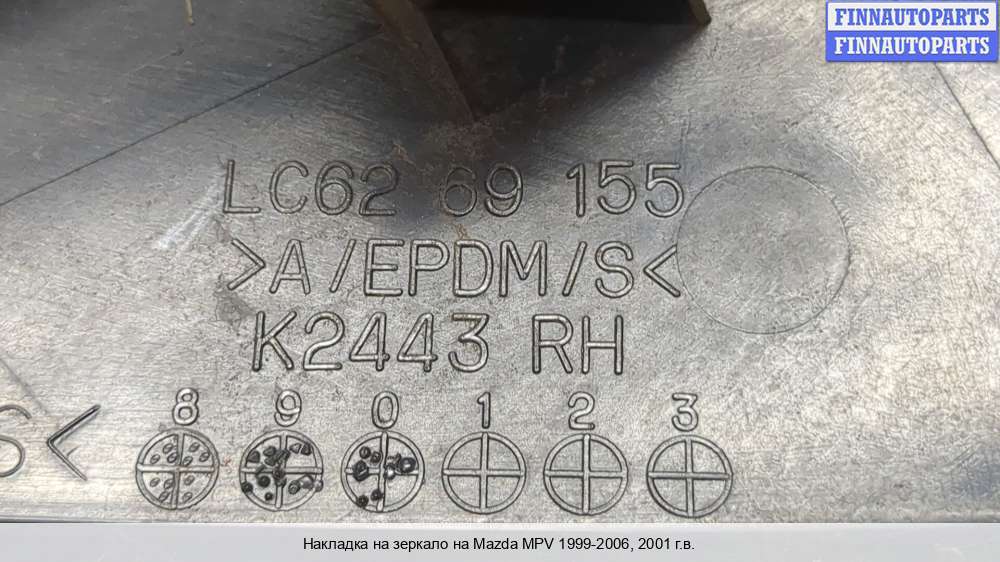 FINNAUTOPARTS
FINNAUTOPARTS
LC62 69 155
>A/EPDM/S<
K2443 RH
8 9 0 1 2 3
S<
Накладка на зеркало на Mazda MPV 1999-2006, 2001 г.в.